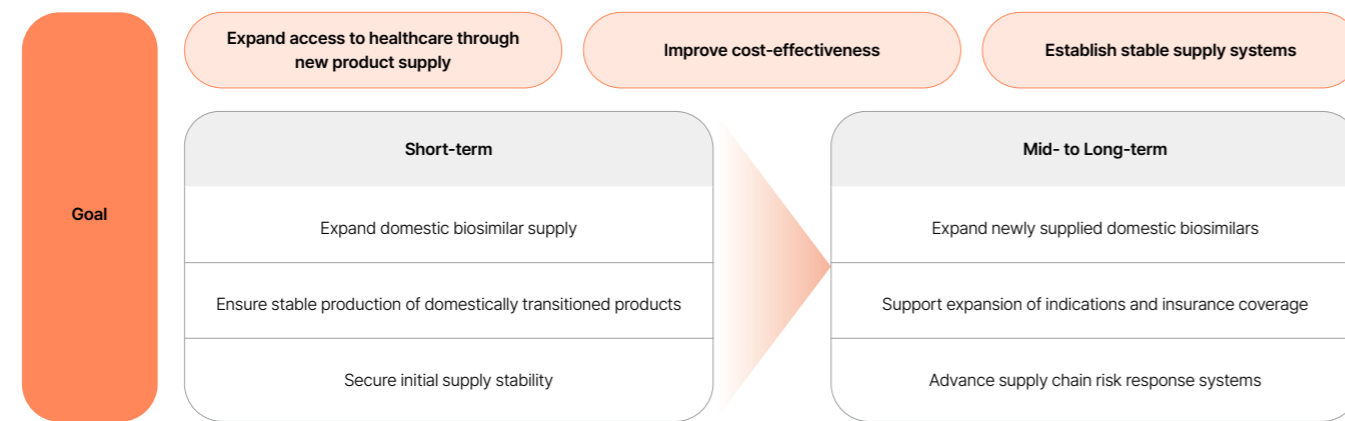 Goal
Expand access to healthcare through
new product supply
Improve cost-effectiveness
Establish stable supply systems
Short-term
Expand domestic biosimilar supply
Ensure stable production of domestically transitioned products
Secure initial supply stability
Mid- to Long-term
Expand newly supplied domestic biosimilars
Support expansion of indications and insurance coverage
Advance supply chain risk response systems